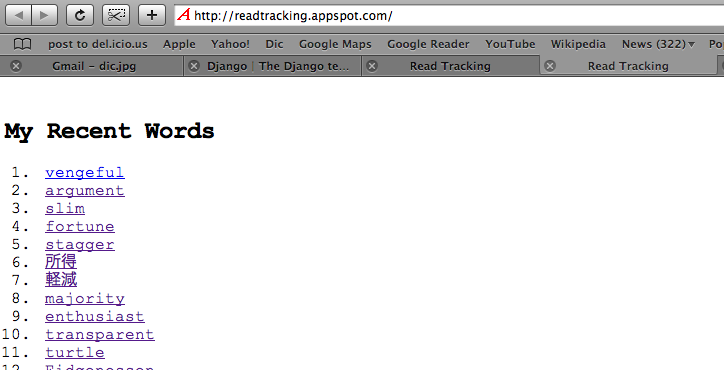 http://readtracking.appspot.com/
post to del.icio.us Apple Yahoo! Dic Google Maps Google Reader YouTube Wikipedia News (322)▾ Po
Gmail – dic.jpg Django | The Django te... Read Tracking Read Tracking
My Recent Words
1. vengeful
2. argument
3. slim
4. fortune
5. stagger
6. 所得
7. 軽減
8. majority
9. enthusiast
10. transparent
11. turtle